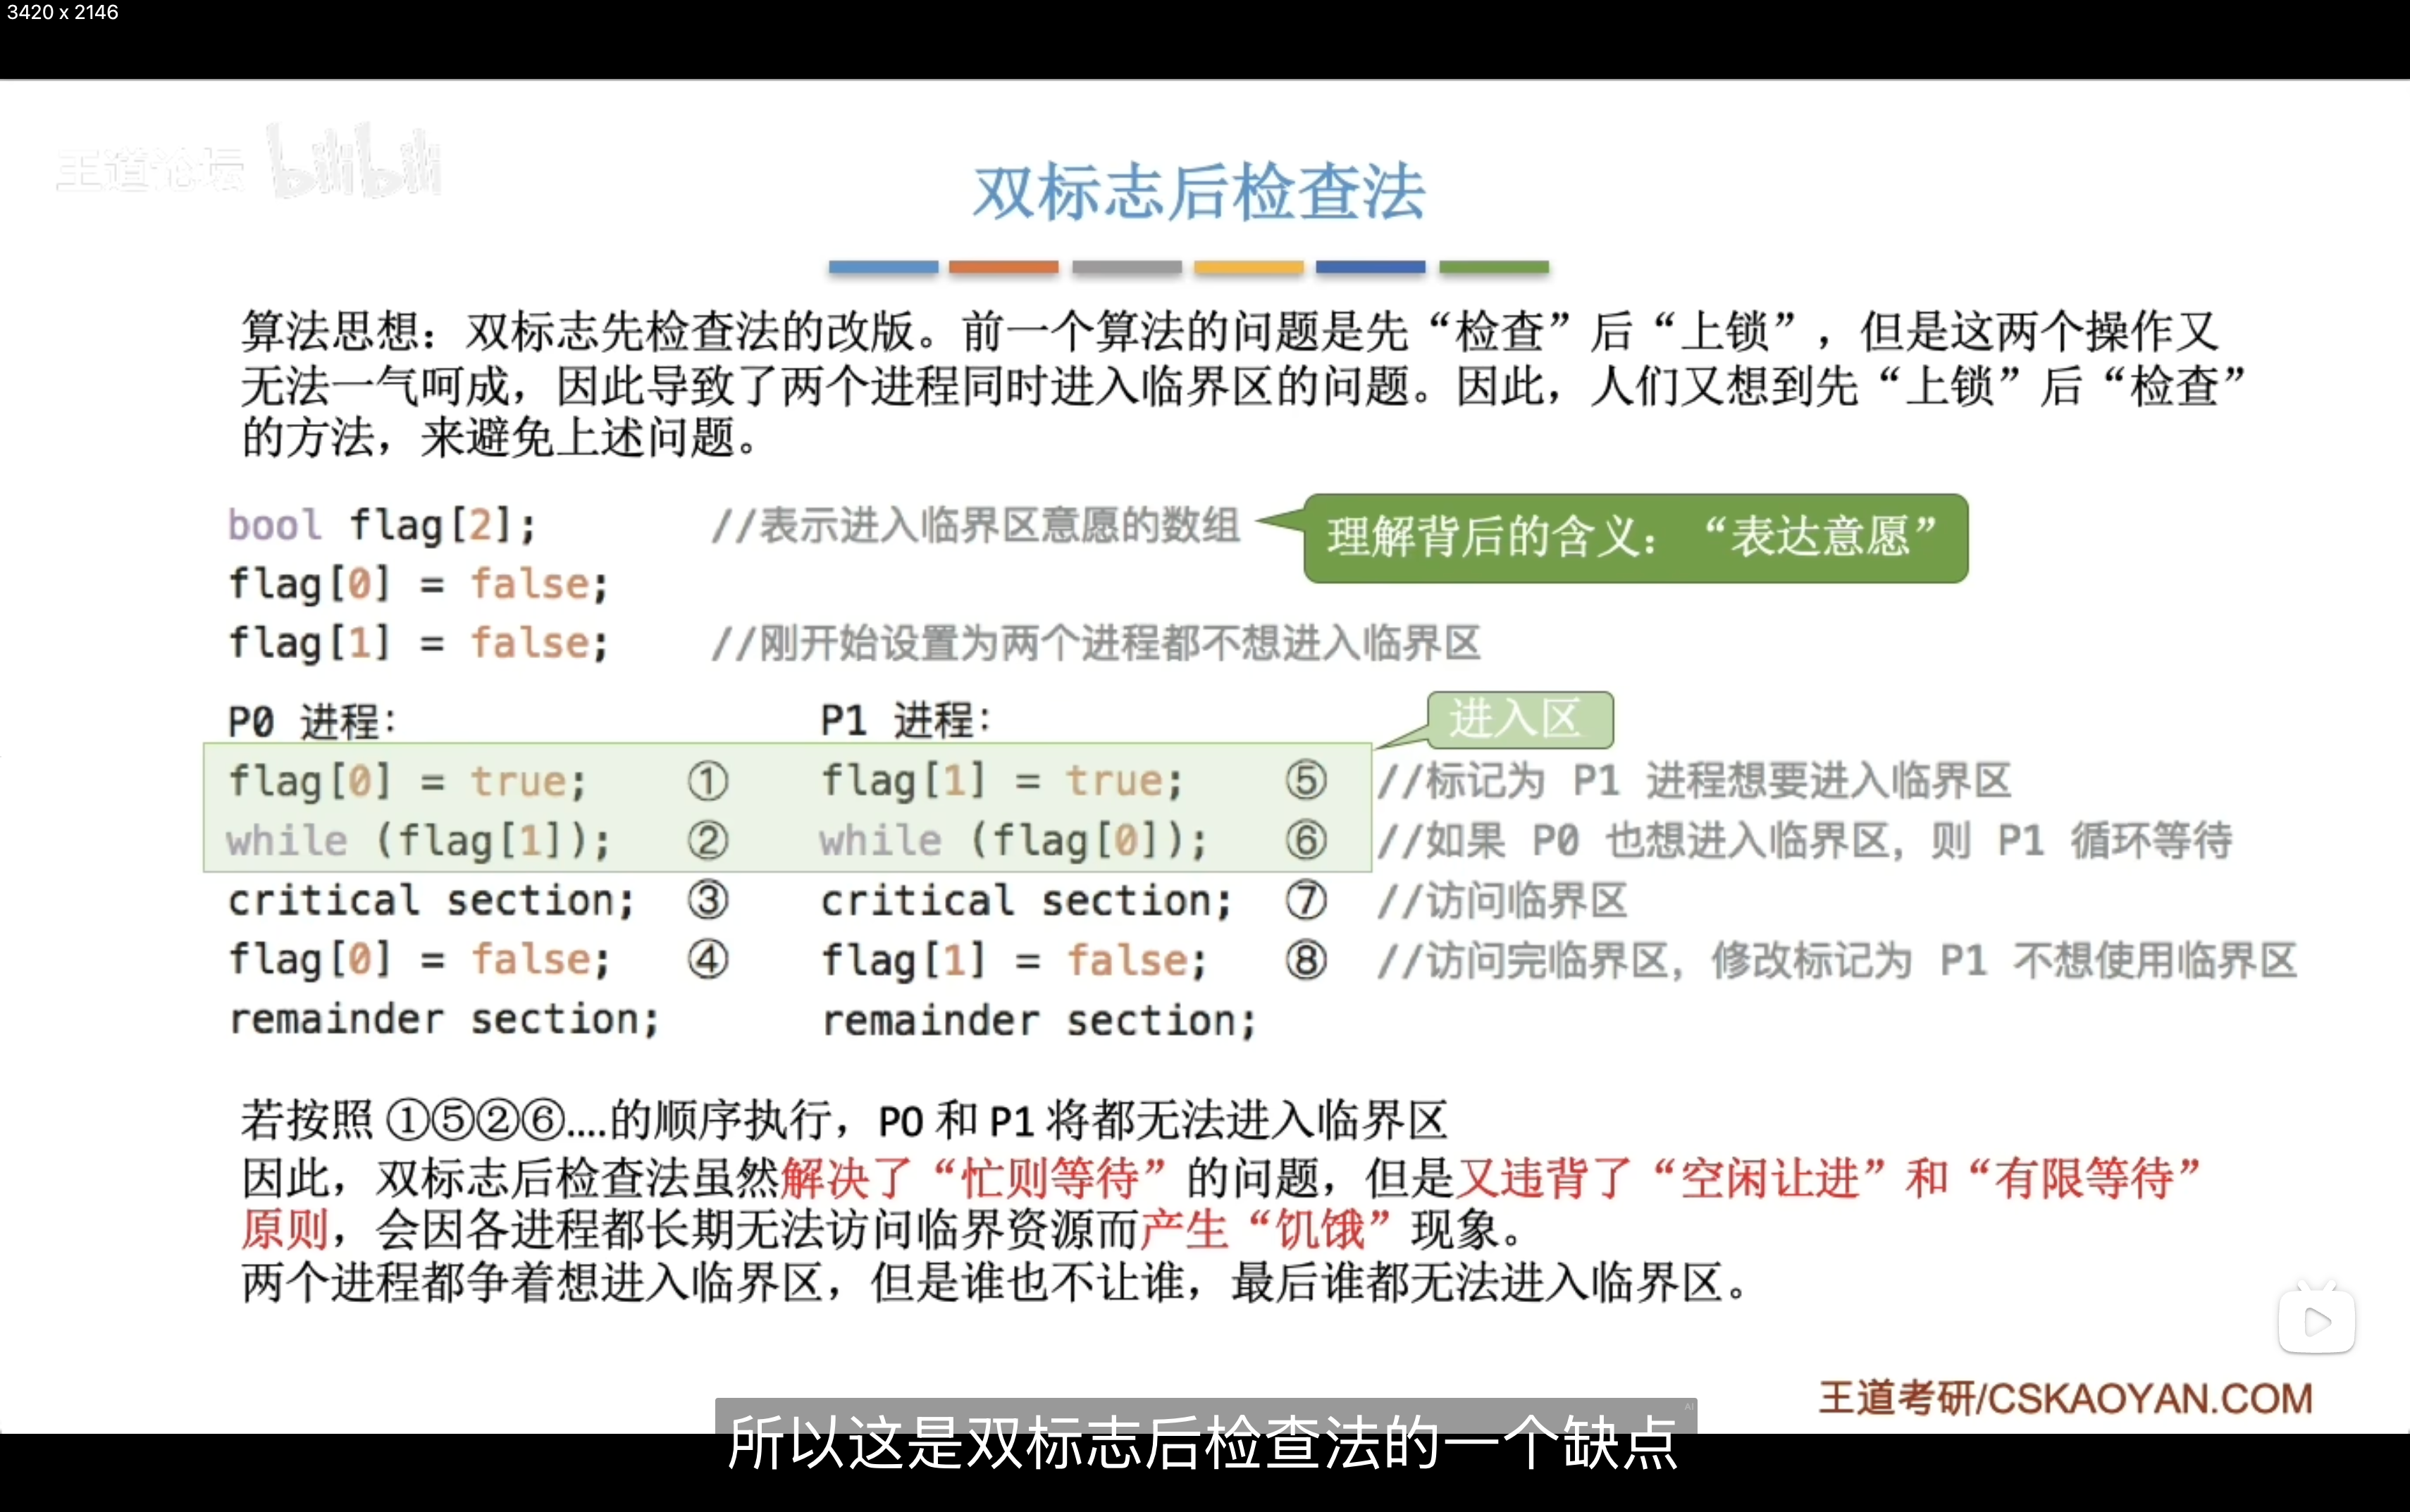 3420 x 2146
王道论坛 bilibili
双标志后检查法
算法思想：双标志先检查法的改版。前一个算法的问题是先“检查”后“上锁”，但是这两个操作又
无法一气呵成，因此导致了两个进程同时进入临界区的问题。因此，人们又想到先“上锁”后“检查”
的方法，来避免上述问题。
bool flag[2]; //表示进入临界区意愿的数组
理解背后的含义：“表达意愿”
flag[0] = false;
flag[1] = false; //刚开始设置为两个进程都不想进入临界区
P0 进程： P1 进程：
进入区
flag[0] = true; ① flag[1] = true; ⑤ //标记为 P1 进程想要进入临界区
while (flag[1]); ② while (flag[0]); ⑥ //如果 P0 也想进入临界区，则 P1 循环等待
critical section; ③ critical section; ⑦ //访问临界区
flag[0] = false; ④ flag[1] = false; ⑧ //访问完临界区，修改标记为 P1 不想使用临界区
remainder section; remainder section;
若按照 ①⑤②⑥....的顺序执行，P0 和 P1 将都无法进入临界区
因此，双标志后检查法虽然解决了“忙则等待”的问题，但是又违背了“空闲让进”和“有限等待”
原则，会因各进程都长期无法访问临界资源而产生“饥饿”现象。
两个进程都争着想进入临界区，但是谁也不让谁，最后谁都无法进入临界区。
王道考研/CSKAOYAN.COM
AI
所以这是双标志后检查法的一个缺点